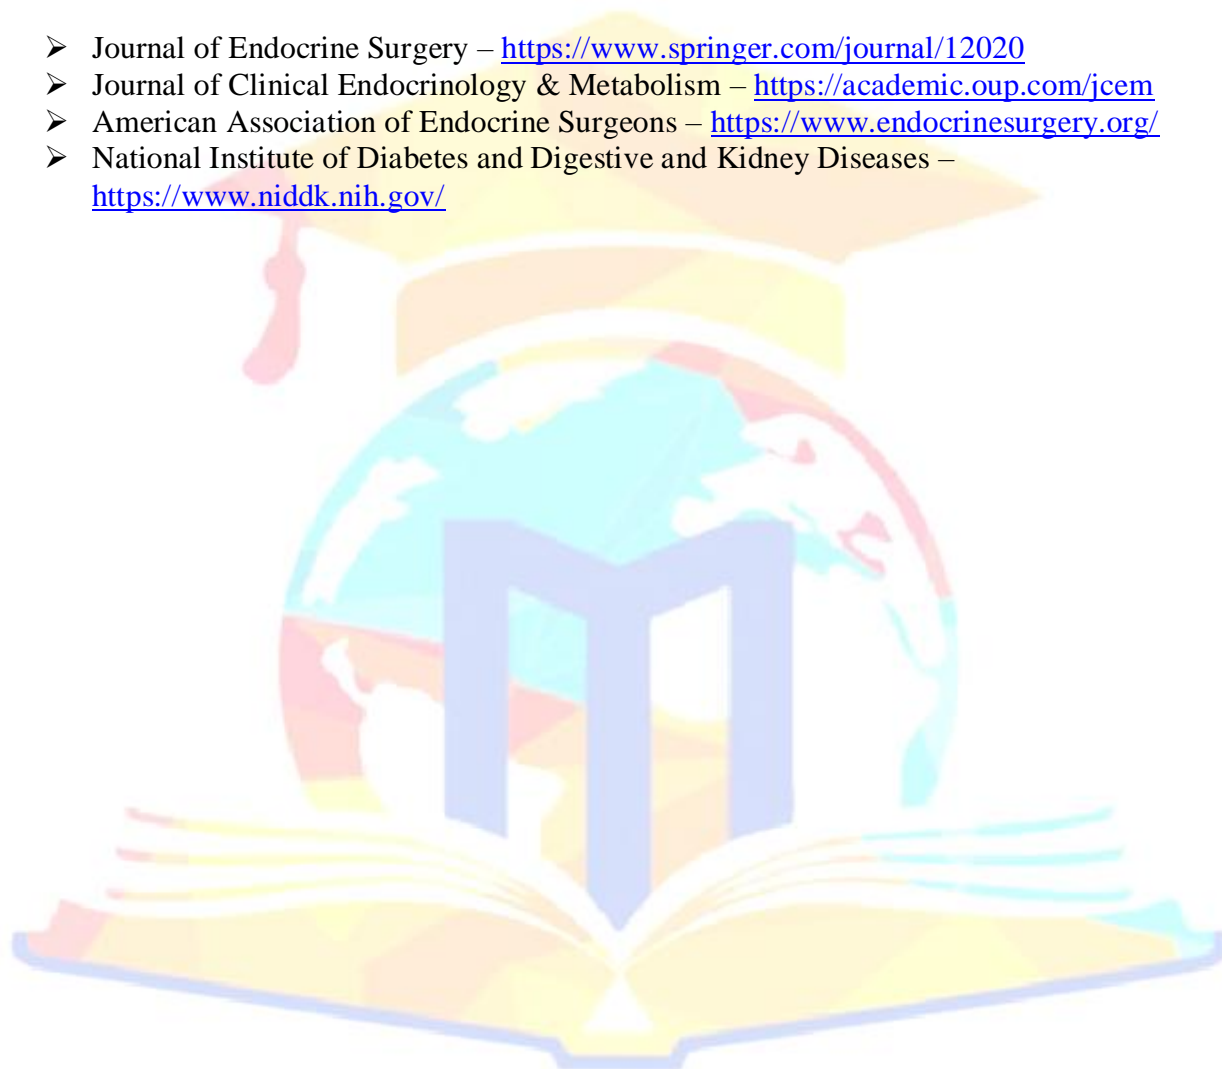 ➤ Journal of Endocrine Surgery – https://www.springer.com/journal/12020
➤ Journal of Clinical Endocrinology & Metabolism – https://academic.oup.com/jcem
➤ American Association of Endocrine Surgeons – https://www.endocrinesurgery.org/
➤ National Institute of Diabetes and Digestive and Kidney Diseases –
https://www.niddk.nih.gov/